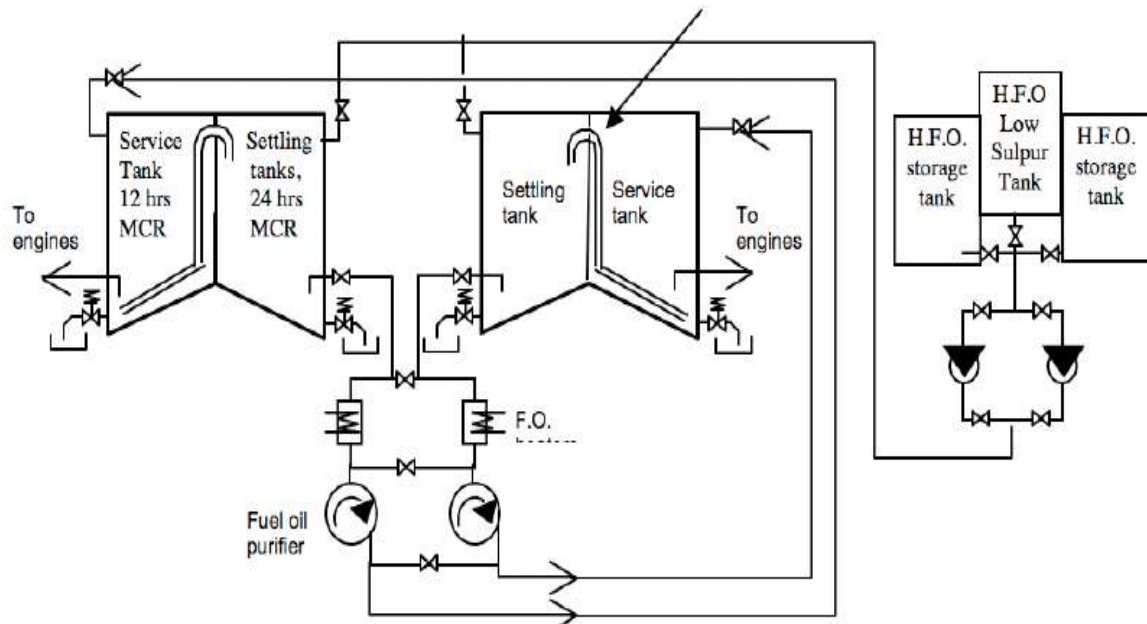 Service
Tank
12 hrs
MCR
Settling
tanks,
24 hrs
MCR
Settling
tank
Service
tank
To
engines
To
engines
H.F.O.
storage
tank
H.F.O
Low
Sulpur
Tank
H.F.O.
storage
tank
F.O.
Fuel oil
purifier